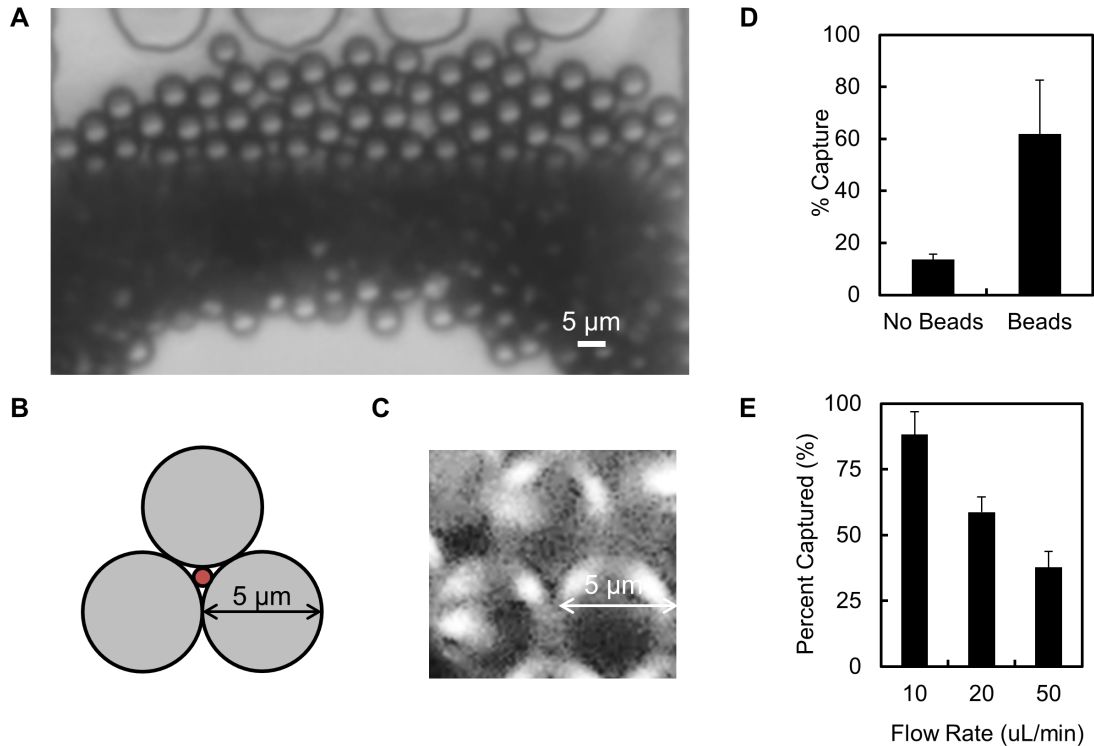 A
5 µm
B
5 µm
C
5 µm
D
100
80
60
40
20
0
% Capture
No Beads
Beads
E
100
75
50
25
0
Percent Captured (%)
10
20
50
Flow Rate (uL/min)